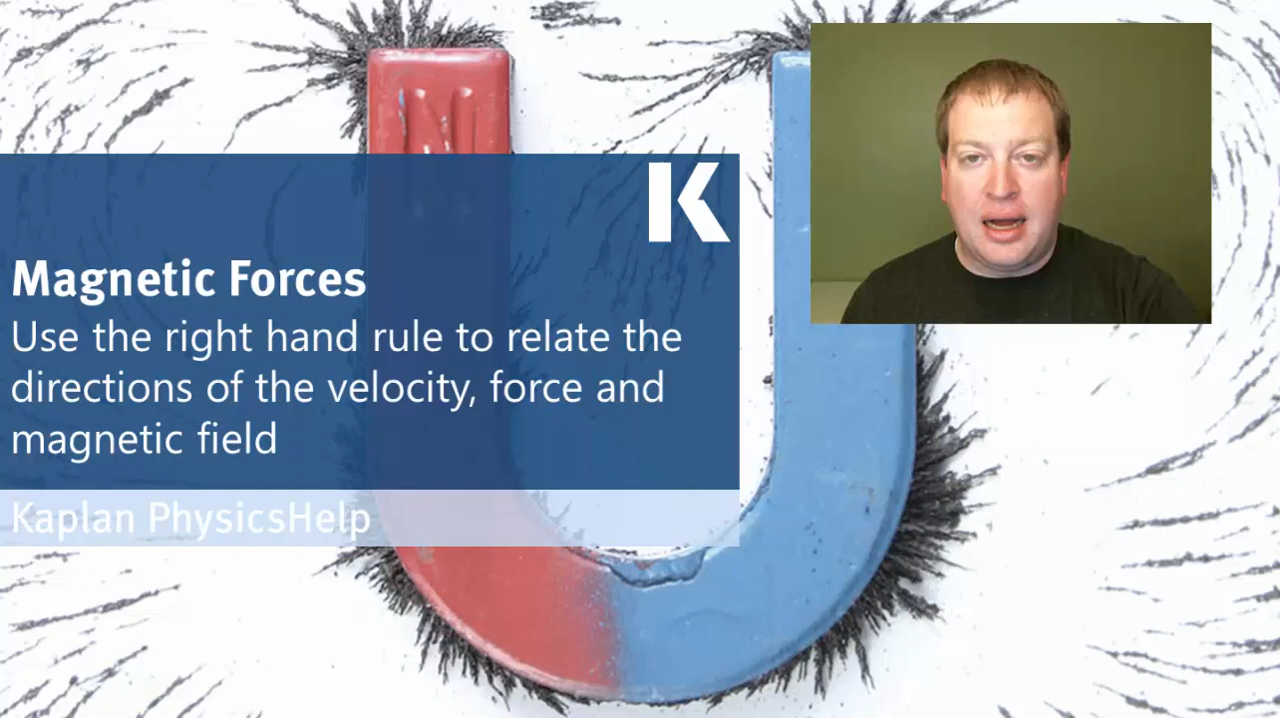 N
K
Magnetic Forces
Use the right hand rule to relate the
directions of the velocity, force and
magnetic field
Kaplan PhysicsHelp